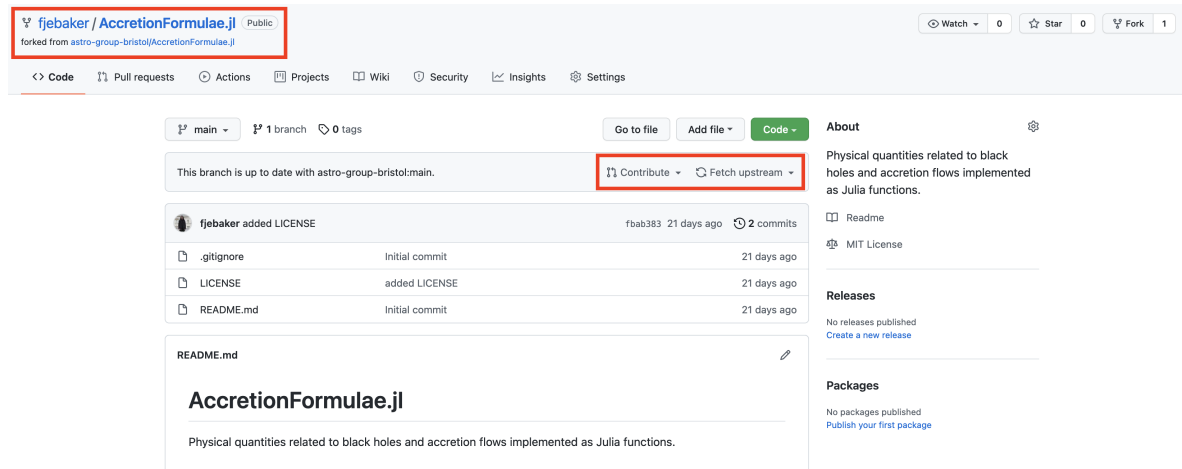 fjebaker / AccretionFormulae.jl Public
forked from astro-group-bristol/AccretionFormulae.jl
Watch 0 Star 0 Fork 1
<> Code Pull requests Actions Projects Wiki Security Insights Settings
main 1 branch 0 tags Go to file Add file Code
This branch is up to date with astro-group-bristol:main. Contribute Fetch upstream
fjebaker added LICENSE fbab383 21 days ago 2 commits
.gitignore Initial commit 21 days ago
LICENSE added LICENSE 21 days ago
README.md Initial commit 21 days ago
README.md
AccretionFormulae.jl
Physical quantities related to black holes and accretion flows implemented as Julia functions.
About
Physical quantities related to black
holes and accretion flows implemented
as Julia functions.
Readme
MIT License
Releases
No releases published
Create a new release
Packages
No packages published
Publish your first package